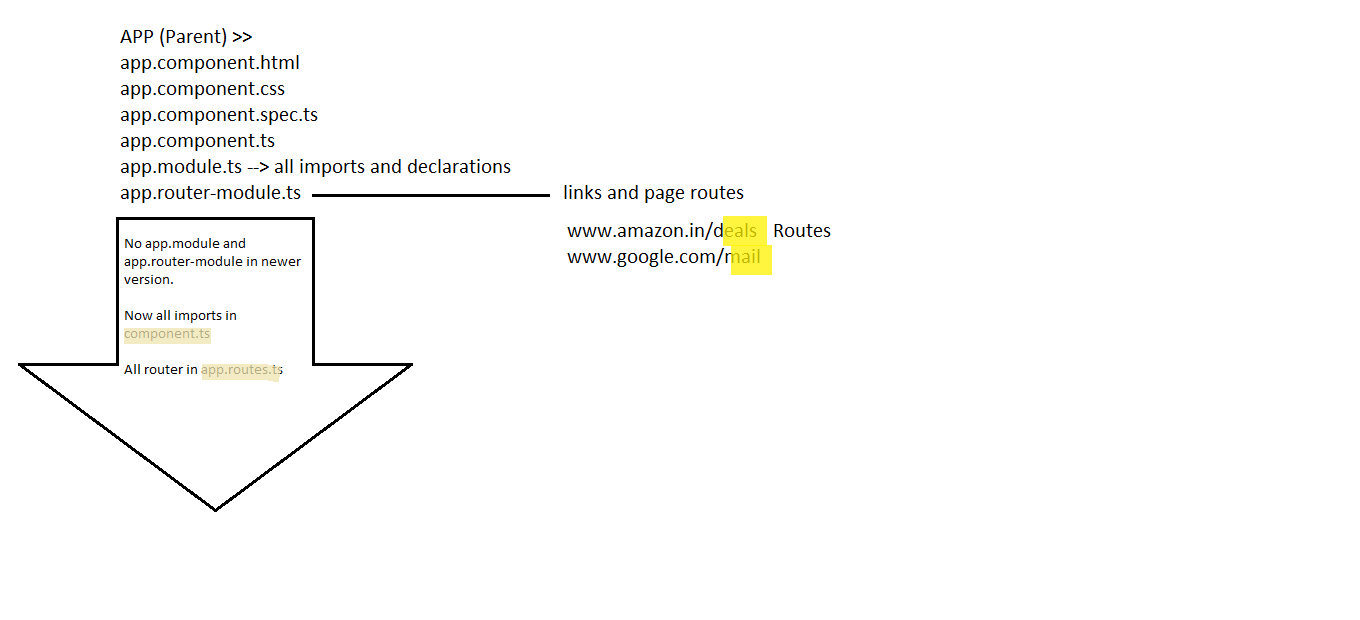 APP (Parent) >>
app.component.html
app.component.css
app.component.spec.ts
app.component.ts
app.module.ts --> all imports and declarations
app.router-module.ts
links and page routes
www.amazon.in/deals Routes
www.google.com/mail
No app.module and
app.router-module in newer
version.
Now all imports in
component.ts
All router in app.routes.ts